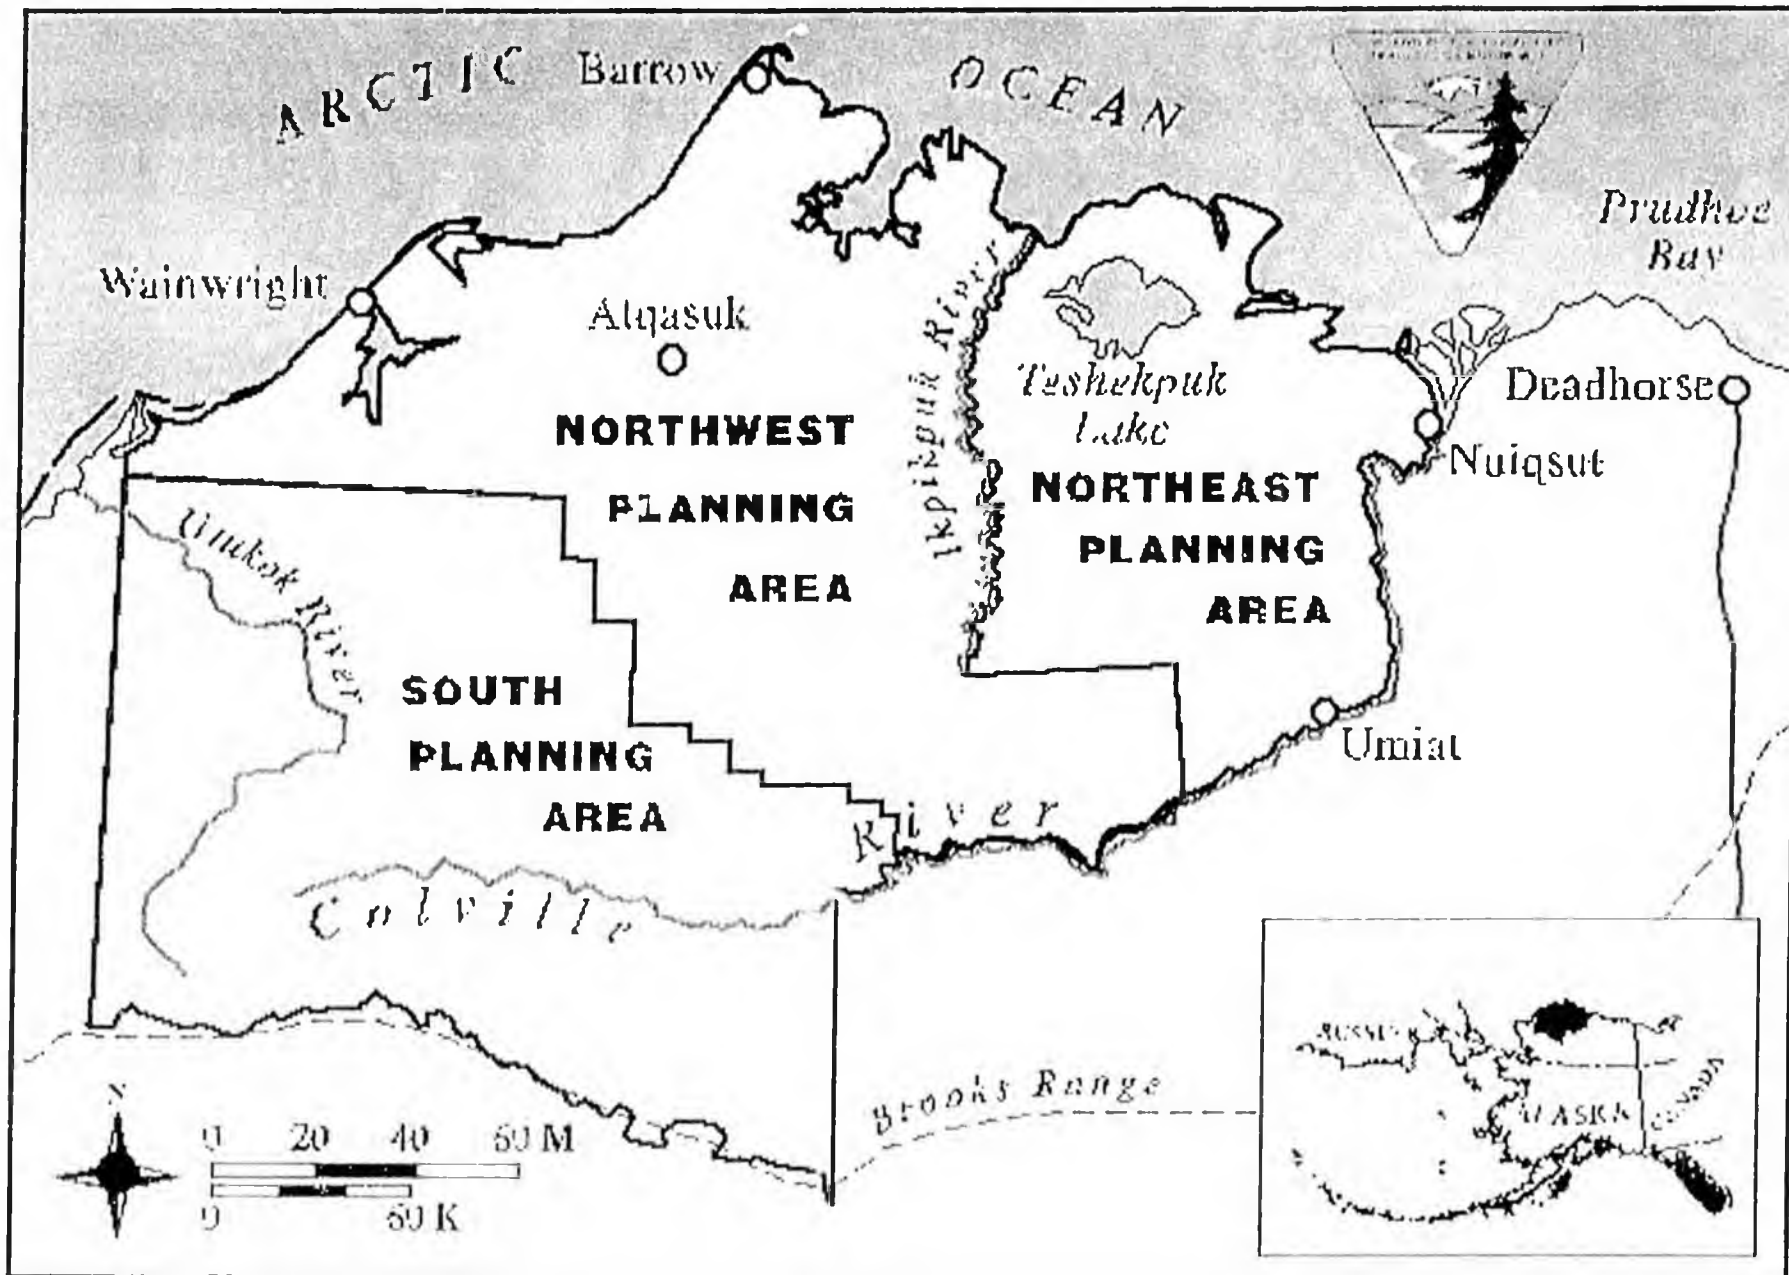 ARCTIC OCEAN
Barrow
Prudhoe
Bay
Wainwright
Atqasuk
Ikpikpuk River
Teshekpuk
Lake
Deadhorse
Nuiqsut
NORTHWEST
PLANNING
AREA
NORTHEAST
PLANNING
AREA
Utukok River
SOUTH
PLANNING
AREA
Umiat
Colville River
Brooks Range
N
0 20 40 60 M
0 60 K
RUSSIA
ALASKA
CANADA